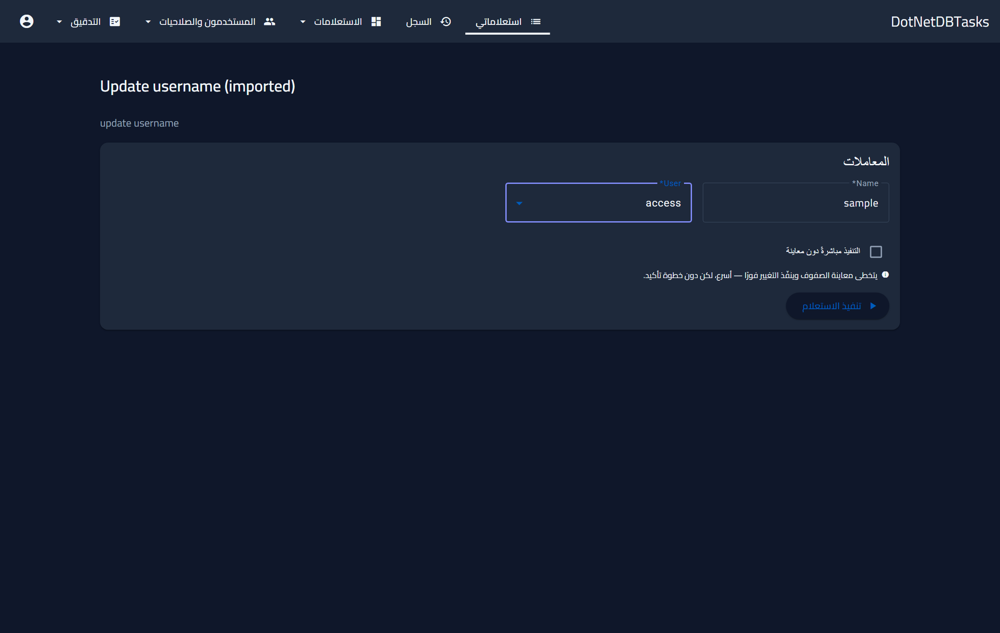 DotNetDBTasks
استعلاماتي
السجل
الاستعلامات
المستخدمون والصلاحيات
التدقيق
Update username (imported)
update username
المعاملات
Name*
sample
User*
access
التنفيذ مباشرةً دون معاينة
يتخطى معاينة الصفوف وينفّذ التغيير فورًا — أسرع، لكن دون خطوة تأكيد.
تنفيذ الاستعلام